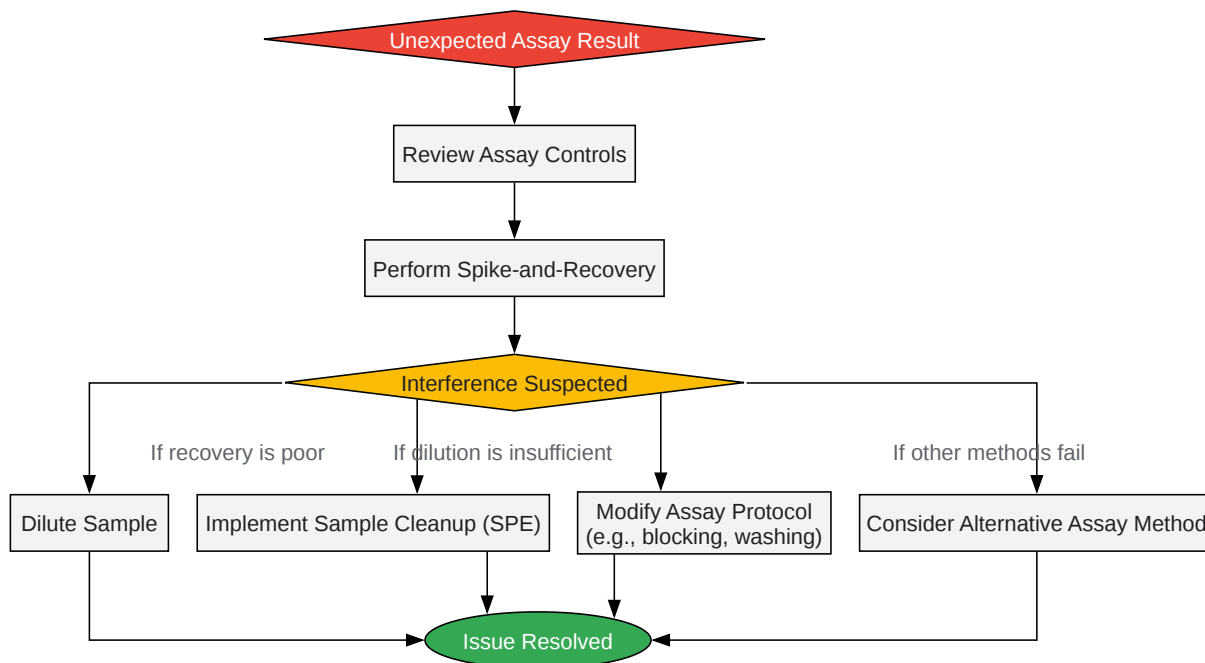 Unexpected Assay Result
Review Assay Controls
Perform Spike-and-Recovery
Interference Suspected
If recovery is poor
If dilution is insufficient
If other methods fail
Dilute Sample
Implement Sample Cleanup (SPE)
Modify Assay Protocol
(e.g., blocking, washing)
Consider Alternative Assay Method
Issue Resolved